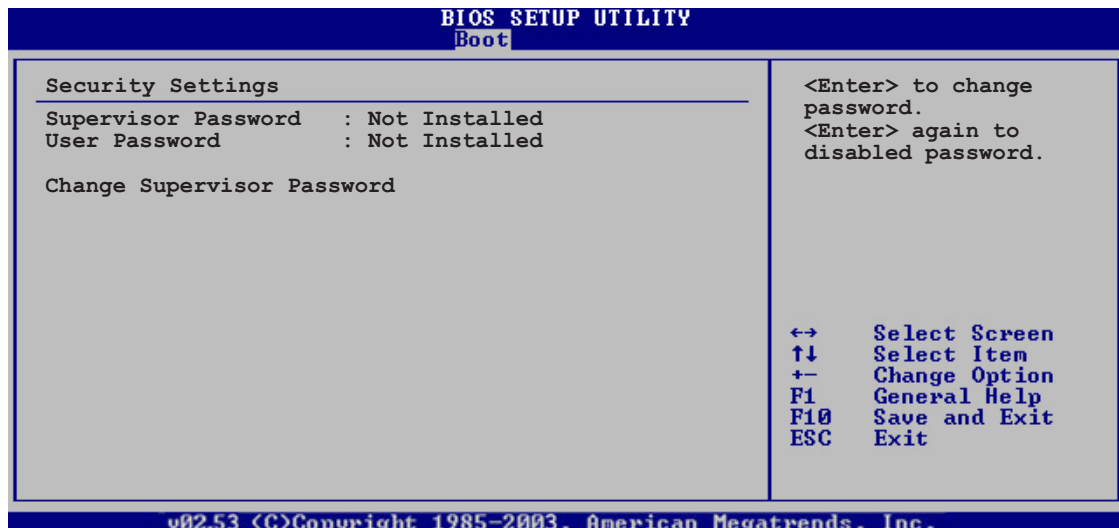 BIOS SETUP UTILITY
Boot
Security Settings
Supervisor Password : Not Installed
User Password : Not Installed
Change Supervisor Password
<Enter> to change
password.
<Enter> again to
disabled password.
←→ Select Screen
↑↓ Select Item
+- Change Option
F1 General Help
F10 Save and Exit
ESC Exit
v02.53 (C)Copyright 1985-2003, American Megatrends, Inc.